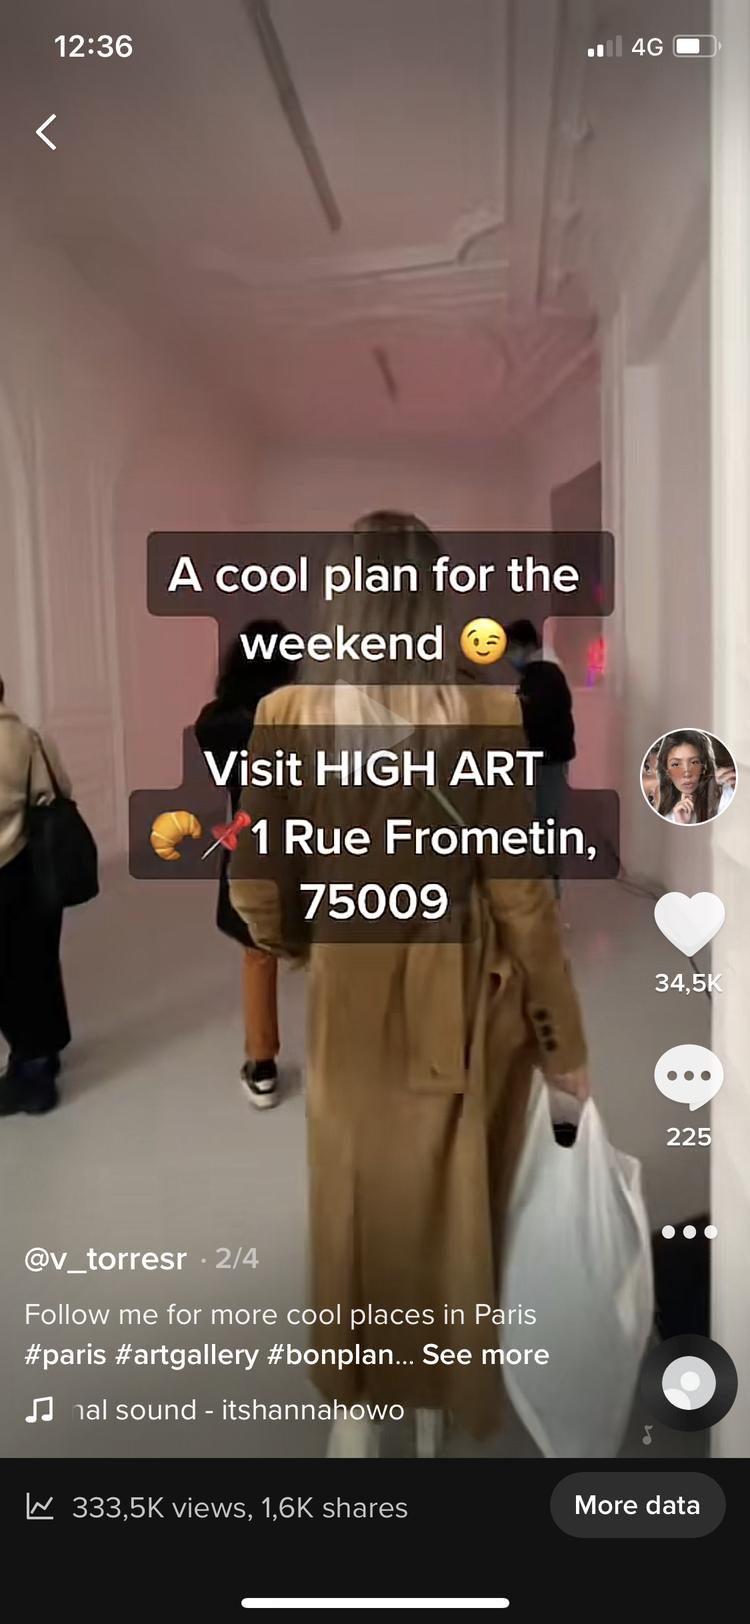 12:36
4G
A cool plan for the
weekend 😉
Visit HIGH ART
🥐📌1 Rue Frometin,
75009
34,5K
225
@v_torresr · 2/4
Follow me for more cool places in Paris
#paris #artgallery #bonplan... See more
nal sound - itshannahowo
333,5K views, 1,6K shares
More data